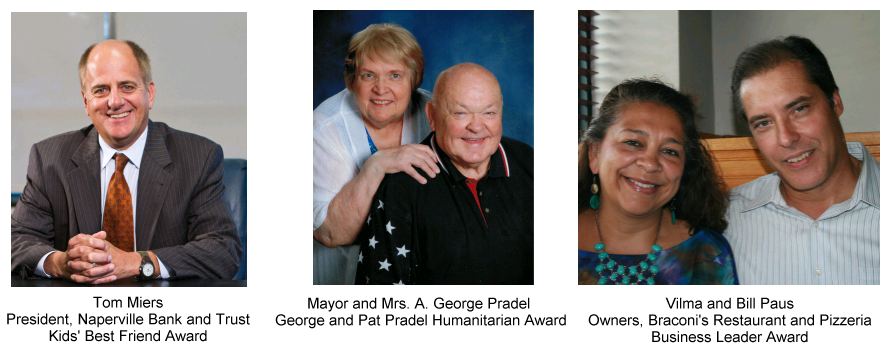 Tom Miers
President, Naperville Bank and Trust
Kids' Best Friend Award
Mayor and Mrs. A. George Pradel
George and Pat Pradel Humanitarian Award
Vilma and Bill Paus
Owners, Braconi's Restaurant and Pizzeria
Business Leader Award